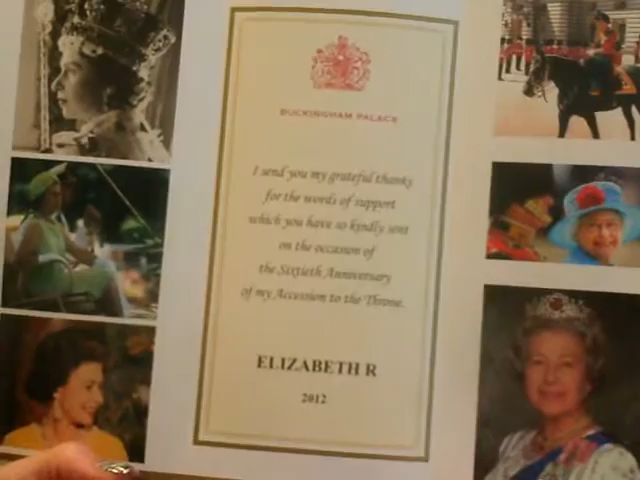 BUCKINGHAM PALACE
I send you my grateful thanks
for the words of support
which you have so kindly sent
on the occasion of
the Sixtieth Anniversary
of my Accession to the Throne.
ELIZABETH R
2012